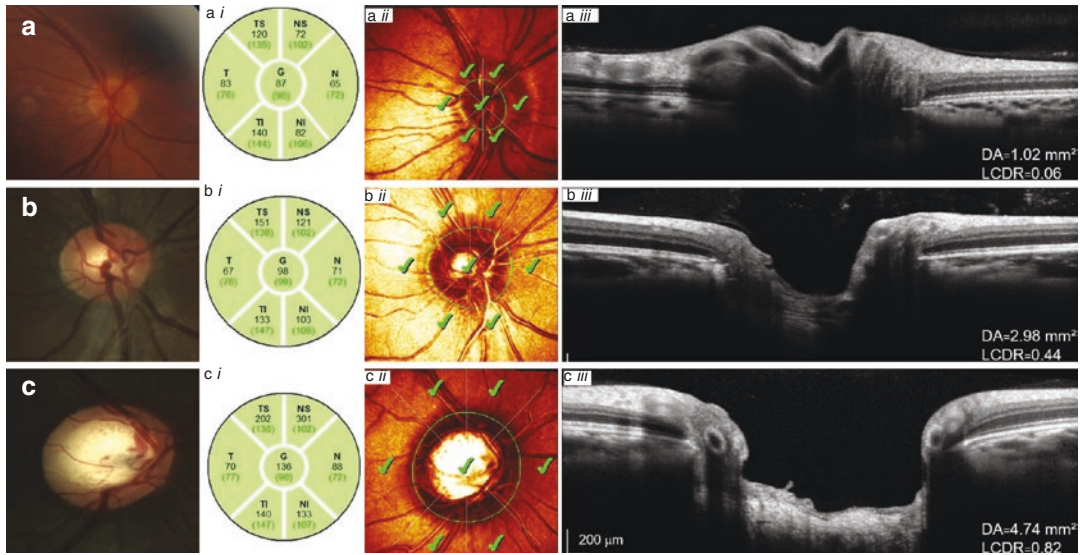 a
a i
TS
120
(135)
NS
72
(102)
T
83
(76)
G
87
(98)
N
65
(72)
TI
140
(144)
NI
82
(106)
a ii
a iii
DA=1.02 mm²
LCDR=0.06
b
b i
TS
151
(138)
NS
121
(102)
T
67
(76)
G
98
(99)
N
71
(72)
TI
133
(147)
NI
103
(108)
b ii
b iii
DA=2.98 mm²
LCDR=0.44
c
c i
TS
202
(138)
NS
301
(102)
T
70
(77)
G
136
(98)
N
88
(72)
TI
140
(147)
NI
133
(107)
c ii
c iii
200 µm
DA=4.74 mm²
LCDR=0.82